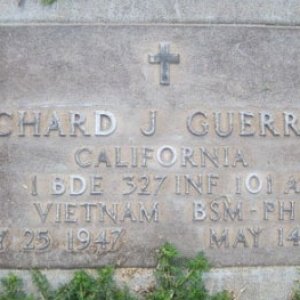 CHARD J GUERR
CALIFORNIA
1 BDE 327 INF 101 A
VIETNAM BSM-PH
Y 25 1947 MAY 14